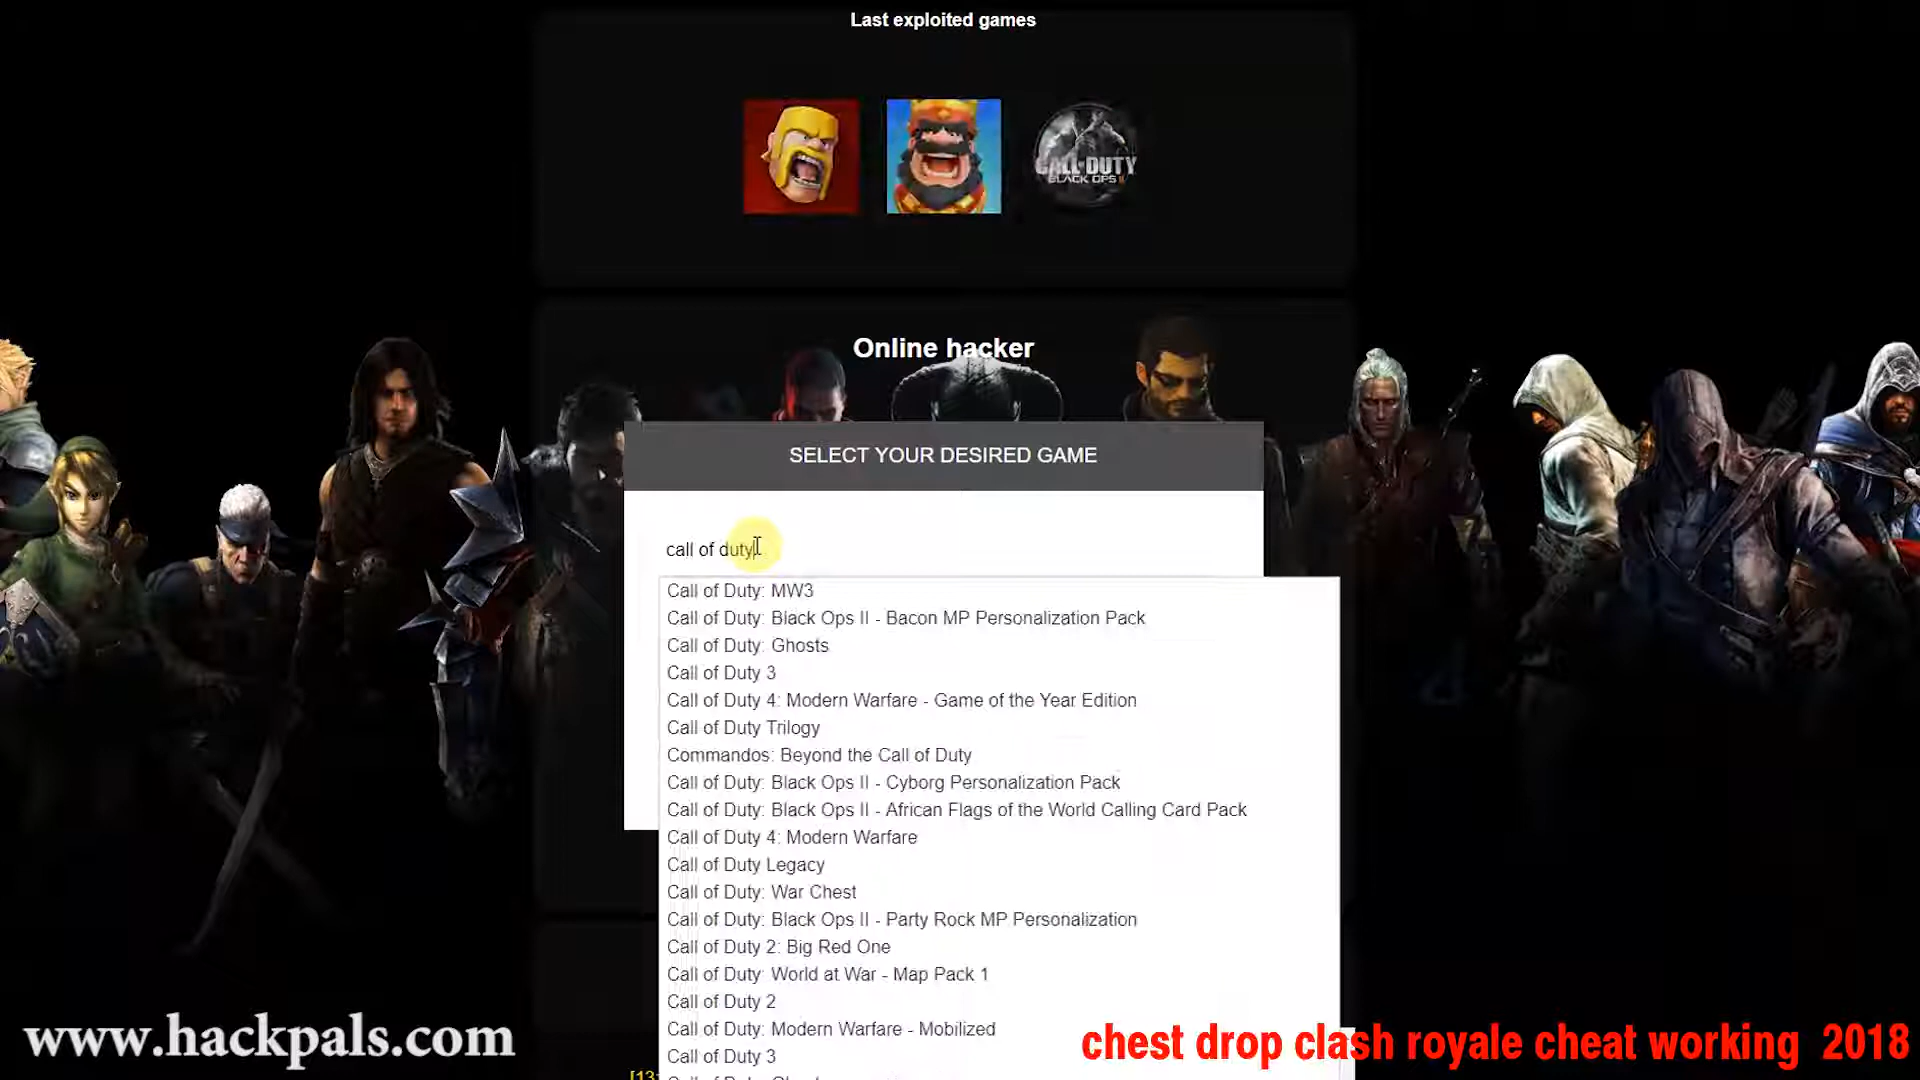 Last exploited games
CALL OF DUTY
BLACK OPS II
Online hacker
SELECT YOUR DESIRED GAME
call of duty
Call of Duty: MW3
Call of Duty: Black Ops II - Bacon MP Personalization Pack
Call of Duty: Ghosts
Call of Duty 3
Call of Duty 4: Modern Warfare - Game of the Year Edition
Call of Duty Trilogy
Commandos: Beyond the Call of Duty
Call of Duty: Black Ops II - Cyborg Personalization Pack
Call of Duty: Black Ops II - African Flags of the World Calling Card Pack
Call of Duty 4: Modern Warfare
Call of Duty Legacy
Call of Duty: War Chest
Call of Duty: Black Ops II - Party Rock MP Personalization
Call of Duty 2: Big Red One
Call of Duty: World at War - Map Pack 1
Call of Duty 2
Call of Duty: Modern Warfare - Mobilized
Call of Duty 3
www.hackpals.com
chest drop clash royale cheat working 2018